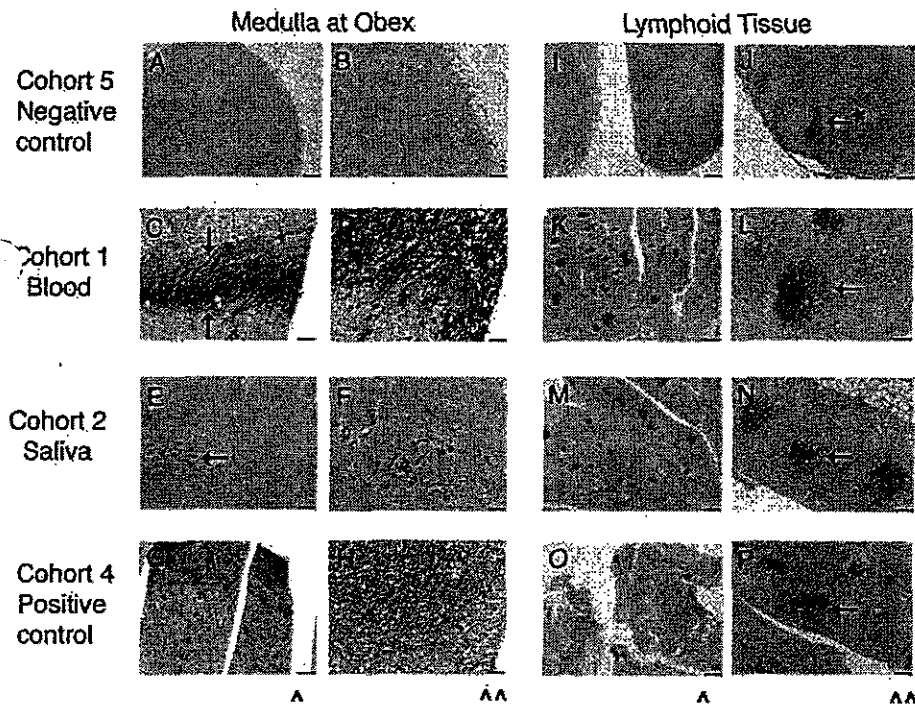 Medulla at Obex
Lymphoid Tissue
Cohort 5
Negative
control
A
B
I
J
*
Cohort 1
Blood
C
K
L
Cohort 2
Saliva
E
F
M
N
Cohort 4
Positive
control
G
H
O
P
^
^^
^
^^